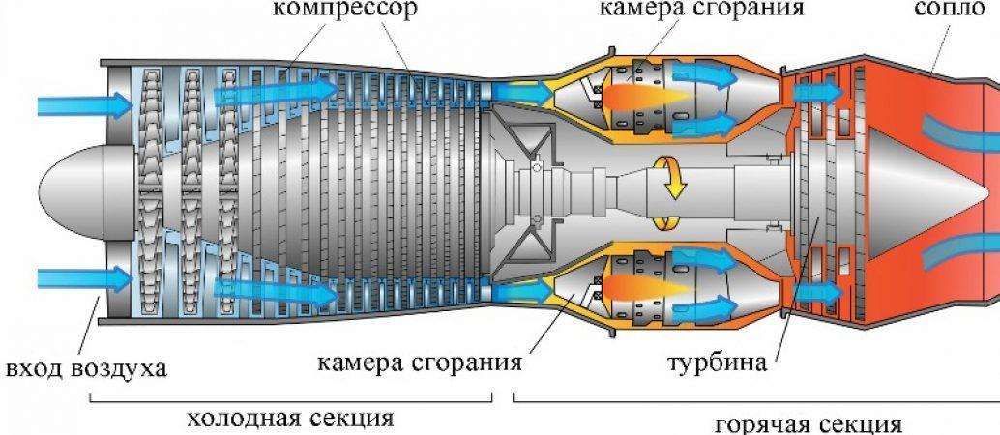 компрессор
камера сгорания
сопло
вход воздуха
камера сгорания
турбина
холодная секция
горячая секция